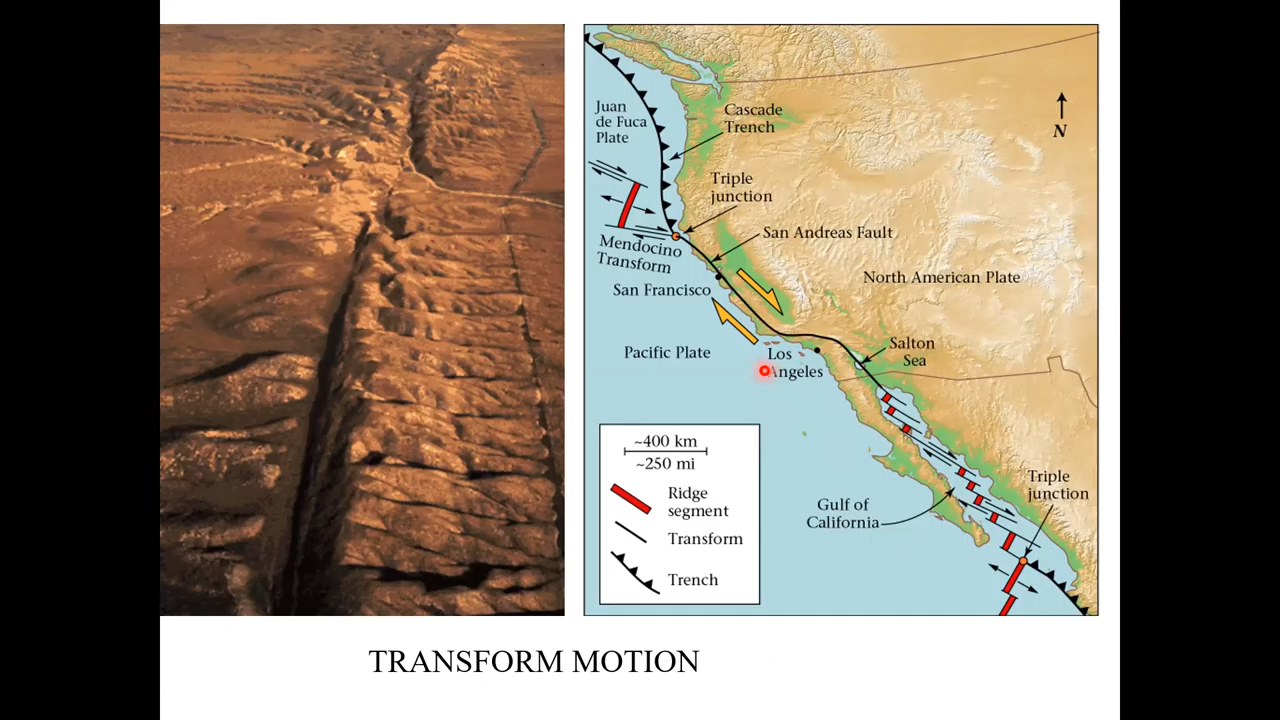 Juan
de Fuca
Plate
Cascade
Trench
N
Triple
junction
San Andreas Fault
Mendocino
Transform
North American Plate
San Francisco
Salton
Sea
Pacific Plate
Los
Angeles
~400 km
~250 mi
Ridge
segment
Transform
Trench
Gulf of
California
Triple
junction
TRANSFORM MOTION